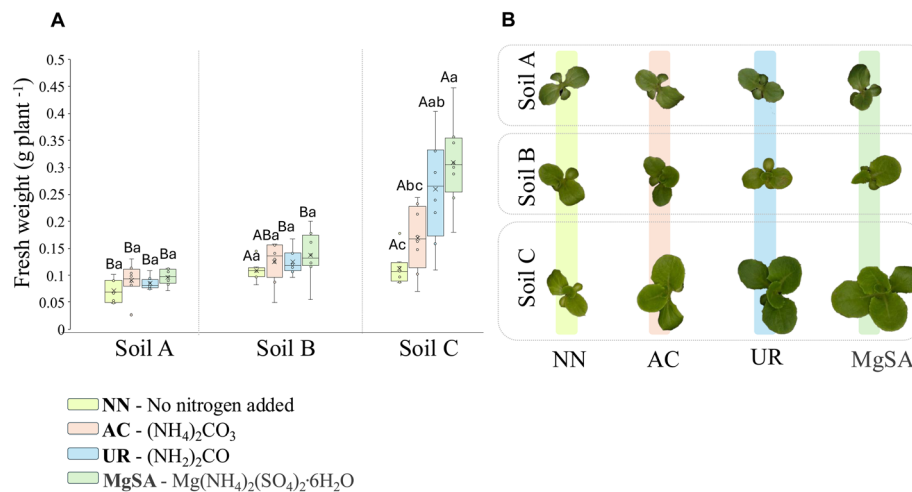 A
Fresh weight (g plant -1)
0.5
0.45
0.4
0.35
0.3
0.25
0.2
0.15
0.1
0.05
0
Ba
Ba
Ba
Ba
Aa
ABa
Ba
Ba
Ac
Abc
Aab
Aa
Soil A
Soil B
Soil C
NN - No nitrogen added
AC - (NH4)2CO3
UR - (NH2)2CO
MgSA - Mg(NH4)2(SO4)2·6H2O
B
Soil A
Soil B
Soil C
NN
AC
UR
MgSA